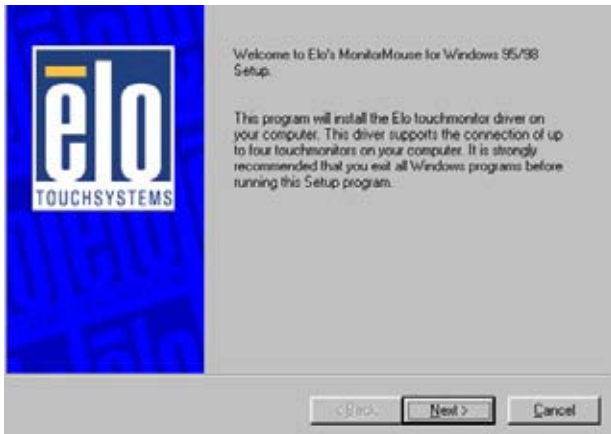 ēlo
TOUCHSYSTEMS
Welcome to Elo's MonitorMouse for Windows 95/98
Setup.
This program will install the Elo touchmonitor driver on
your computer. This driver supports the connection of up
to four touchmonitors on your computer. It is strongly
recommended that you exit all Windows programs before
running this Setup program.
< Back
Next >
Cancel